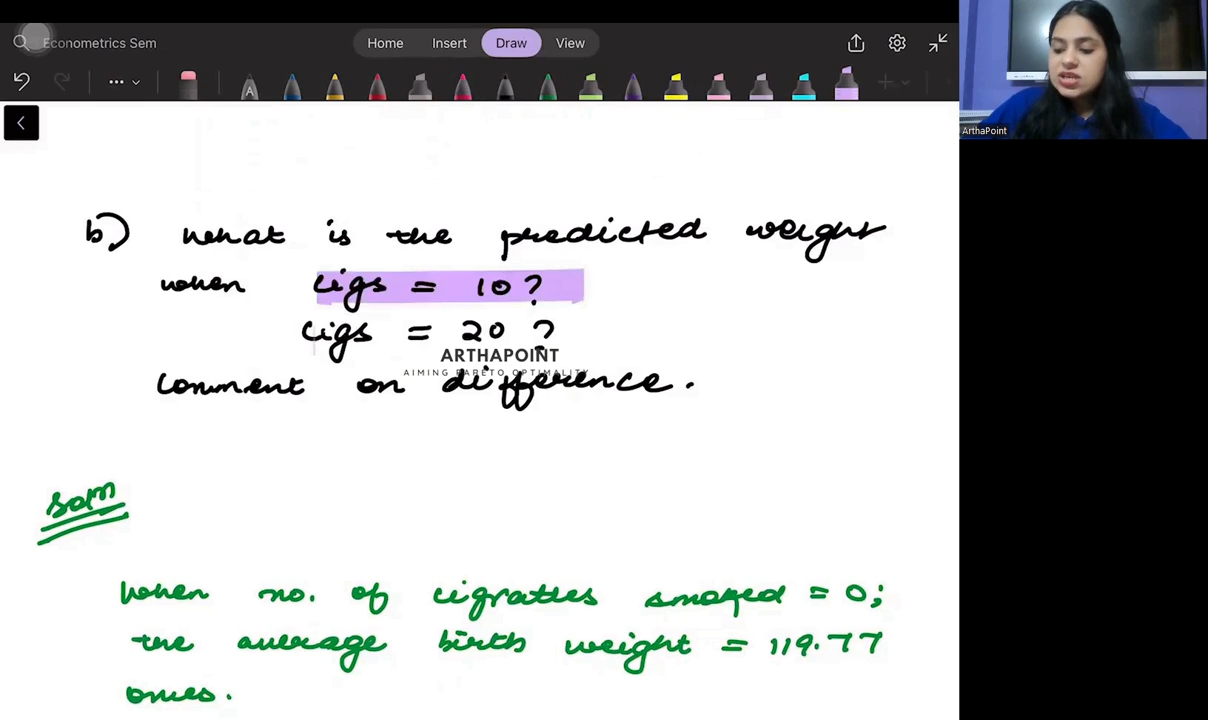 Econometrics Sem
Home Insert Draw View
A
ArthaPoint
b) what is the predicted weight
when cigs = 10?
cigs = 20 ?
ARTHAPOINT
AIMING PARETO OPTIMALITY
comment on difference.
Soln
when no. of cigrattes smoked = 0;
the average birth weight = 119.77
onces.